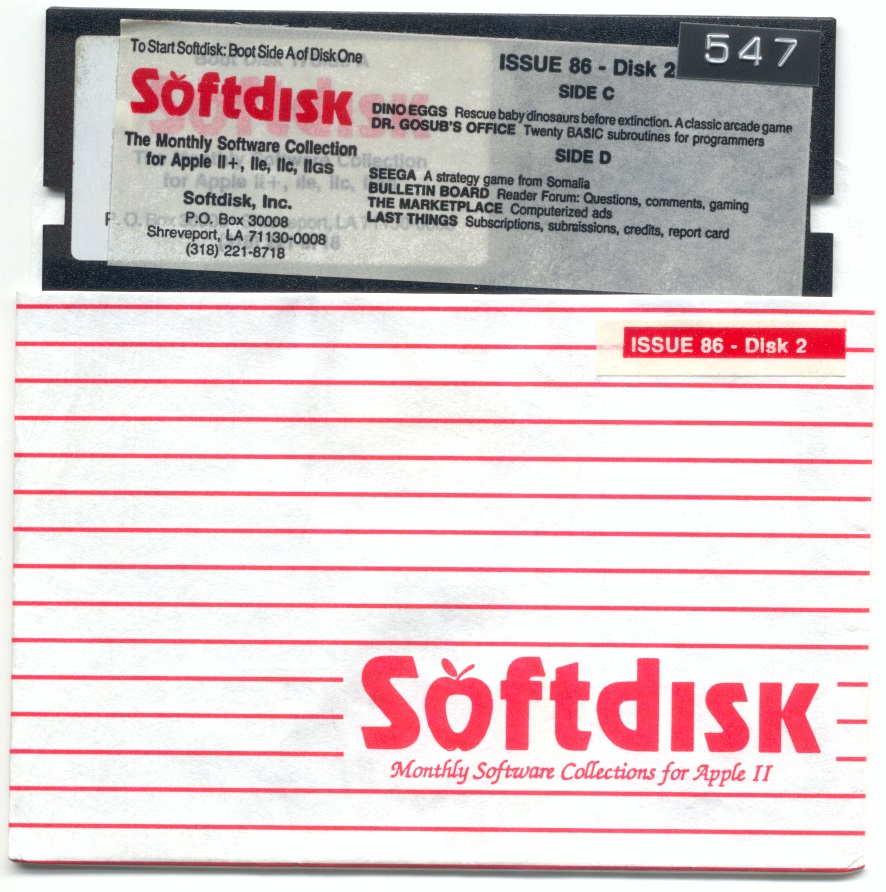 To Start Softdisk: Boot Side A of Disk One
Softdisk
The Monthly Software Collection
for Apple II+, IIe, IIc, IIGS
Softdisk, Inc.
P.O. Box 30008
Shreveport, LA 71130-0008
(318) 221-8718
ISSUE 86 - Disk 2
547
SIDE C
DINO EGGS Rescue baby dinosaurs before extinction. A classic arcade game
DR. GOSUB'S OFFICE Twenty BASIC subroutines for programmers
SIDE D
SEEGA A strategy game from Somalia
BULLETIN BOARD Reader Forum: Questions, comments, gaming
THE MARKETPLACE Computerized ads
LAST THINGS Subscriptions, submissions, credits, report card
ISSUE 86 - Disk 2
Softdisk
Monthly Software Collections for Apple II